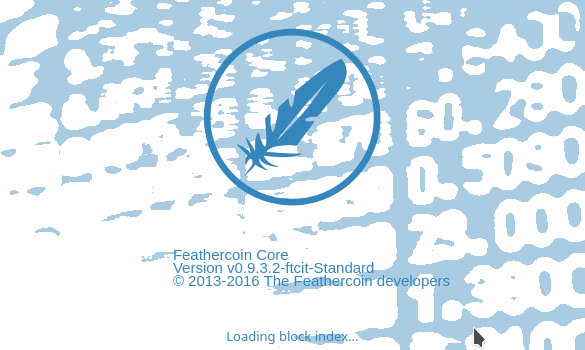 Feathercoin Core
Version v0.9.3.2-ftcit-Standard
© 2013-2016 The Feathercoin developers
Loading block index...